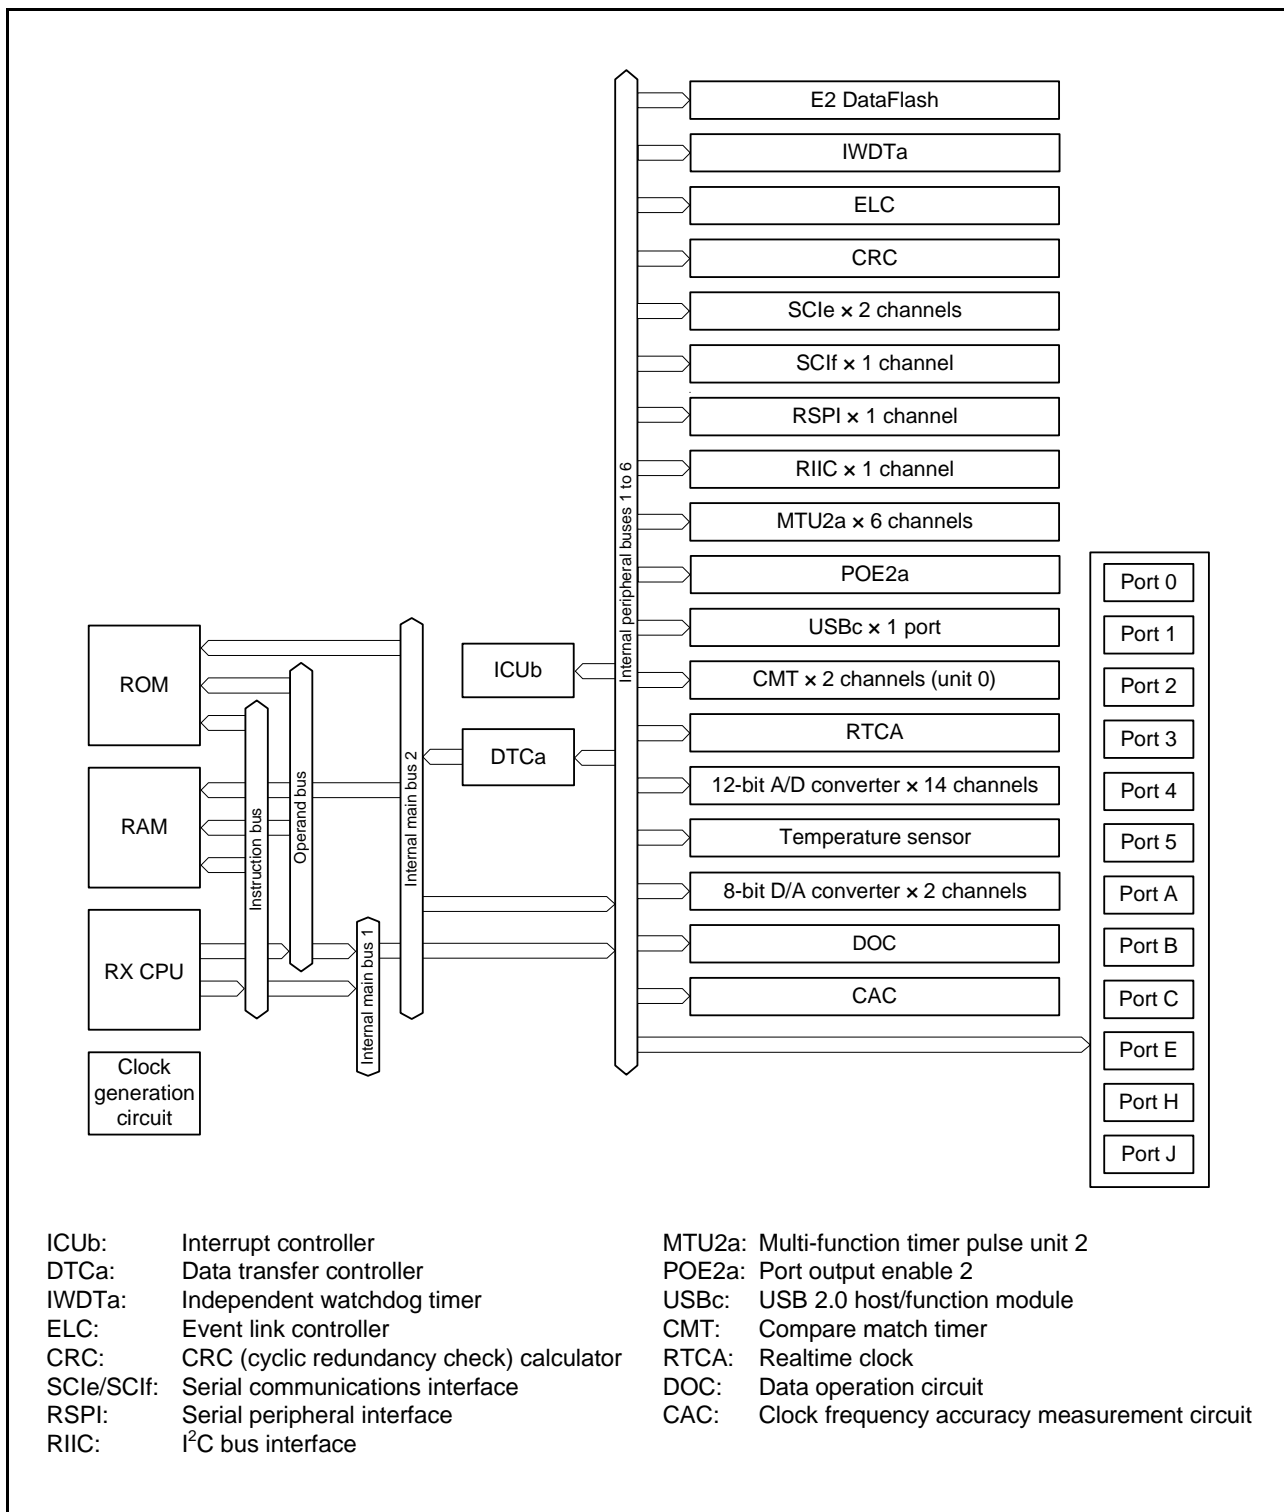 E2 DataFlash
IWDTa
ELC
CRC
SCIe × 2 channels
SCIf × 1 channel
RSPI × 1 channel
RIIC × 1 channel
MTU2a × 6 channels
POE2a
USBc × 1 port
CMT × 2 channels (unit 0)
RTCA
12-bit A/D converter × 14 channels
Temperature sensor
8-bit D/A converter × 2 channels
DOC
CAC
Internal peripheral buses 1 to 6
Port 0
Port 1
Port 2
Port 3
Port 4
Port 5
Port A
Port B
Port C
Port E
Port H
Port J
ICUb
DTCa
ROM
RAM
RX CPU
Clock
generation
circuit
Instruction bus
Operand bus
Internal main bus 1
Internal main bus 2
ICUb: Interrupt controller
DTCa: Data transfer controller
IWDTa: Independent watchdog timer
ELC: Event link controller
CRC: CRC (cyclic redundancy check) calculator
SCIe/SCIf: Serial communications interface
RSPI: Serial peripheral interface
RIIC: I²C bus interface
MTU2a: Multi-function timer pulse unit 2
POE2a: Port output enable 2
USBc: USB 2.0 host/function module
CMT: Compare match timer
RTCA: Realtime clock
DOC: Data operation circuit
CAC: Clock frequency accuracy measurement circuit